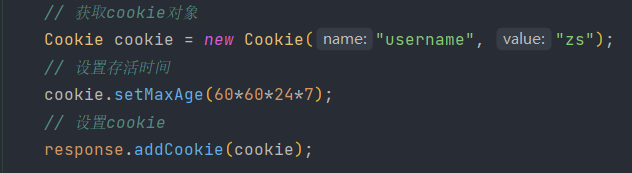 // 获取cookie对象
Cookie cookie = new Cookie( name: "username", value: "zs");
// 设置存活时间
cookie.setMaxAge(60*60*24*7);
// 设置cookie
response.addCookie(cookie);